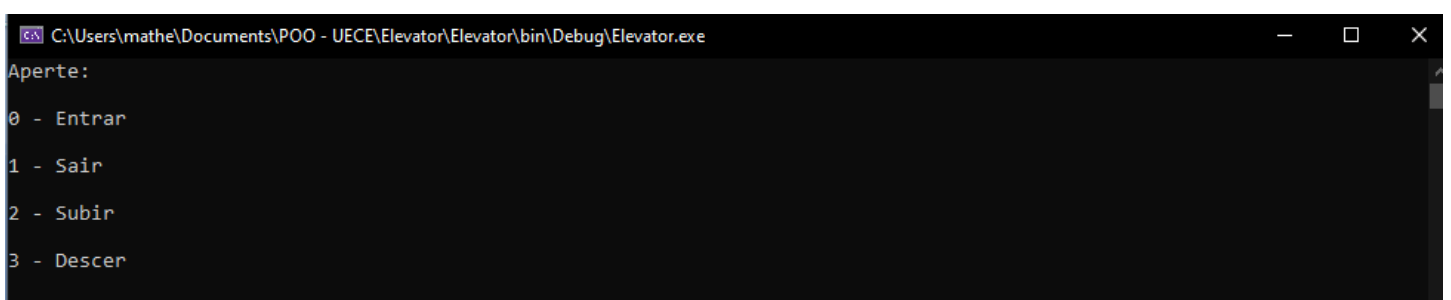 C:\Users\mathe\Documents\POO - UECE\Elevator\Elevator\bin\Debug\Elevator.exe
Aperte:
0 - Entrar
1 - Sair
2 - Subir
3 - Descer